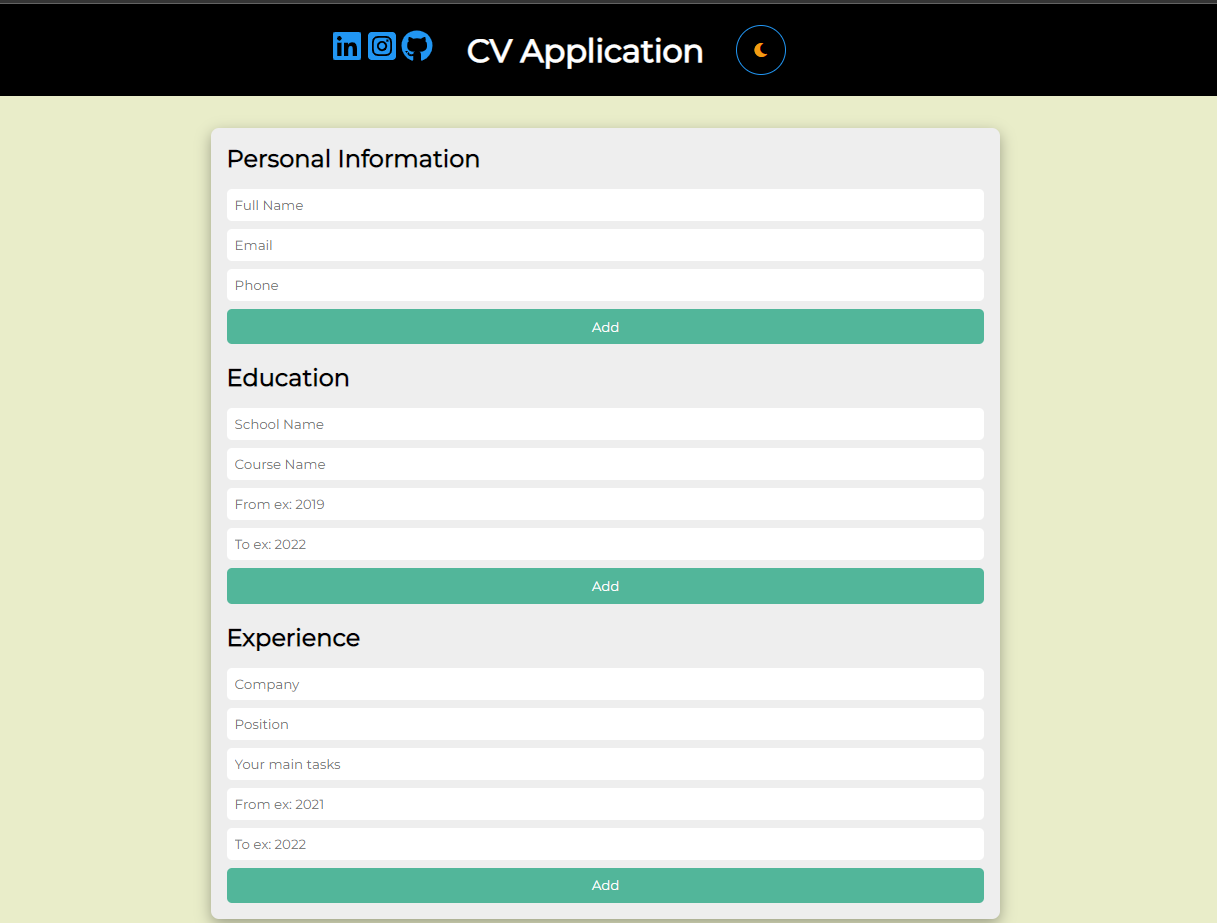 in CV Application
Personal Information
Full Name
Email
Phone
Add
Education
School Name
Course Name
From ex: 2019
To ex: 2022
Add
Experience
Company
Position
Your main tasks
From ex: 2021
To ex: 2022
Add